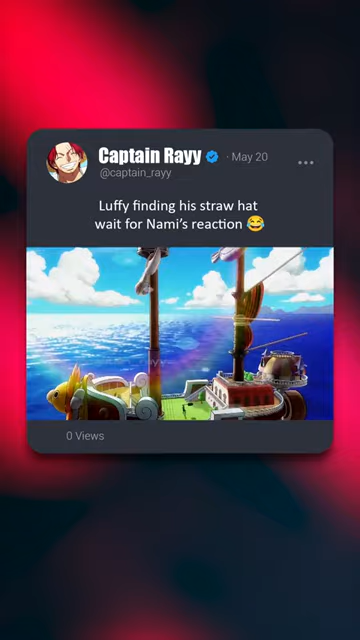 Captain Rayy · May 20
@captain_rayy
Luffy finding his straw hat
wait for Nami's reaction 😂
0 Views